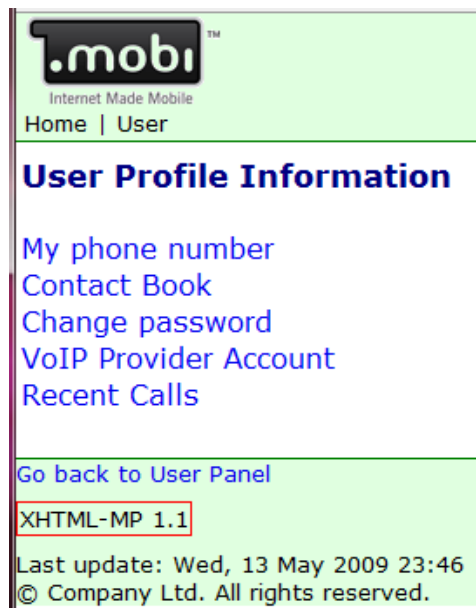 .mobi ™
Internet Made Mobile
Home | User
User Profile Information
My phone number
Contact Book
Change password
VoIP Provider Account
Recent Calls
Go back to User Panel
XHTML-MP 1.1
Last update: Wed, 13 May 2009 23:46
© Company Ltd. All rights reserved.